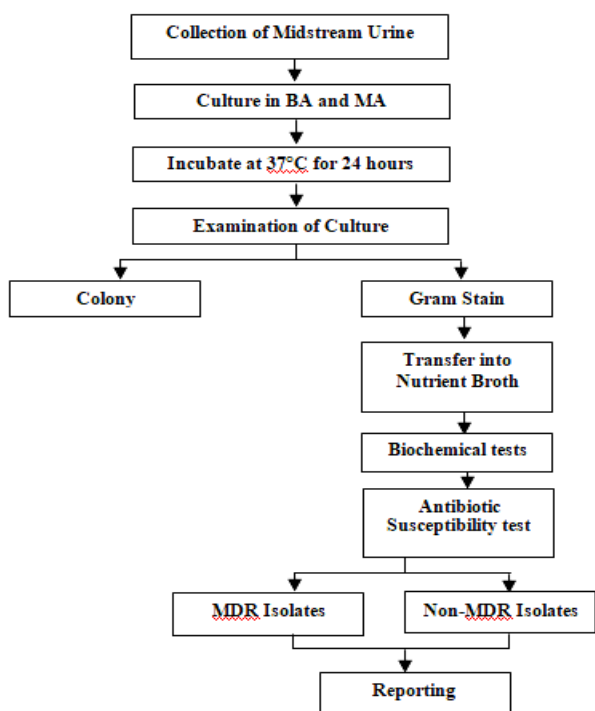 Collection of Midstream Urine
Culture in BA and MA
Incubate at 37°C for 24 hours
Examination of Culture
Colony
Gram Stain
Transfer into
Nutrient Broth
Biochemical tests
Antibiotic
Susceptibility test
MDR Isolates
Non-MDR Isolates
Reporting